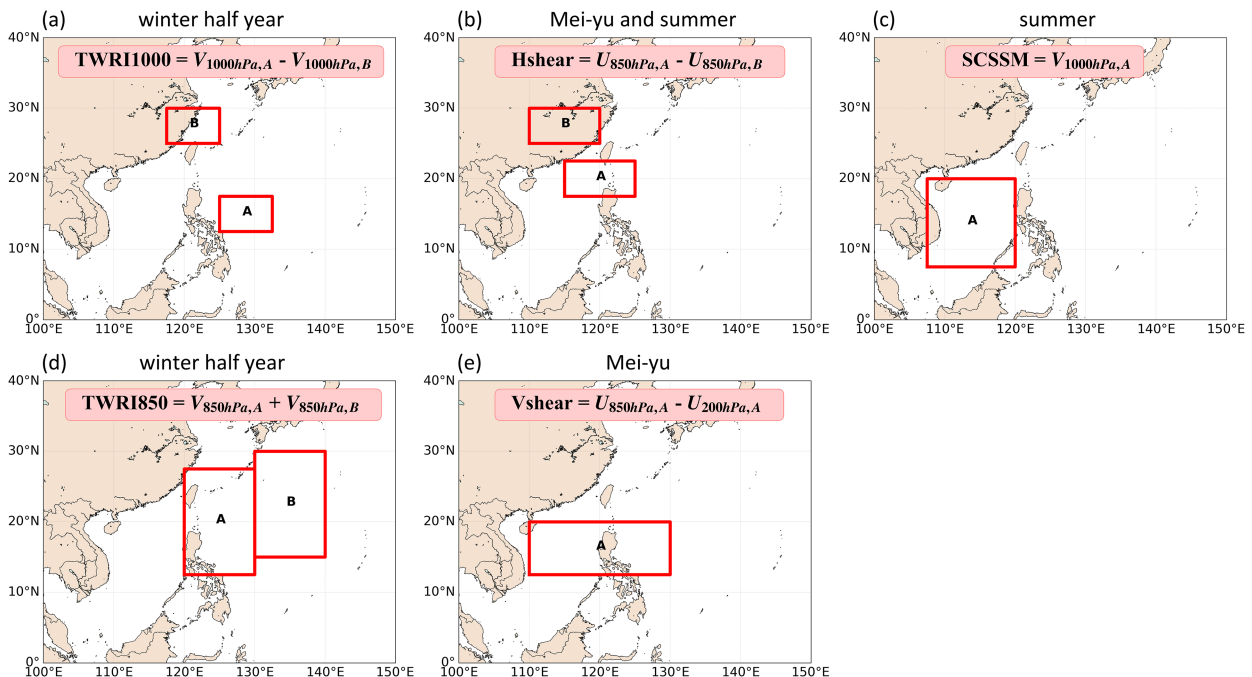 (a) winter half year
TWRI1000 = V1000hPa,A - V1000hPa,B
40°N
30°N
20°N
10°N
0°
100°E 110°E 120°E 130°E 140°E 150°E
B
A
(b) Mei-yu and summer
Hshear = U850hPa,A - U850hPa,B
40°N
30°N
20°N
10°N
0°
100°E 110°E 120°E 130°E 140°E 150°E
B
A
(c) summer
SCSSM = V1000hPa,A
40°N
30°N
20°N
10°N
0°
100°E 110°E 120°E 130°E 140°E 150°E
A
(d) winter half year
TWRI850 = V850hPa,A + V850hPa,B
40°N
30°N
20°N
10°N
0°
100°E 110°E 120°E 130°E 140°E 150°E
A
B
(e) Mei-yu
Vshear = U850hPa,A - U200hPa,A
40°N
30°N
20°N
10°N
0°
100°E 110°E 120°E 130°E 140°E 150°E
A